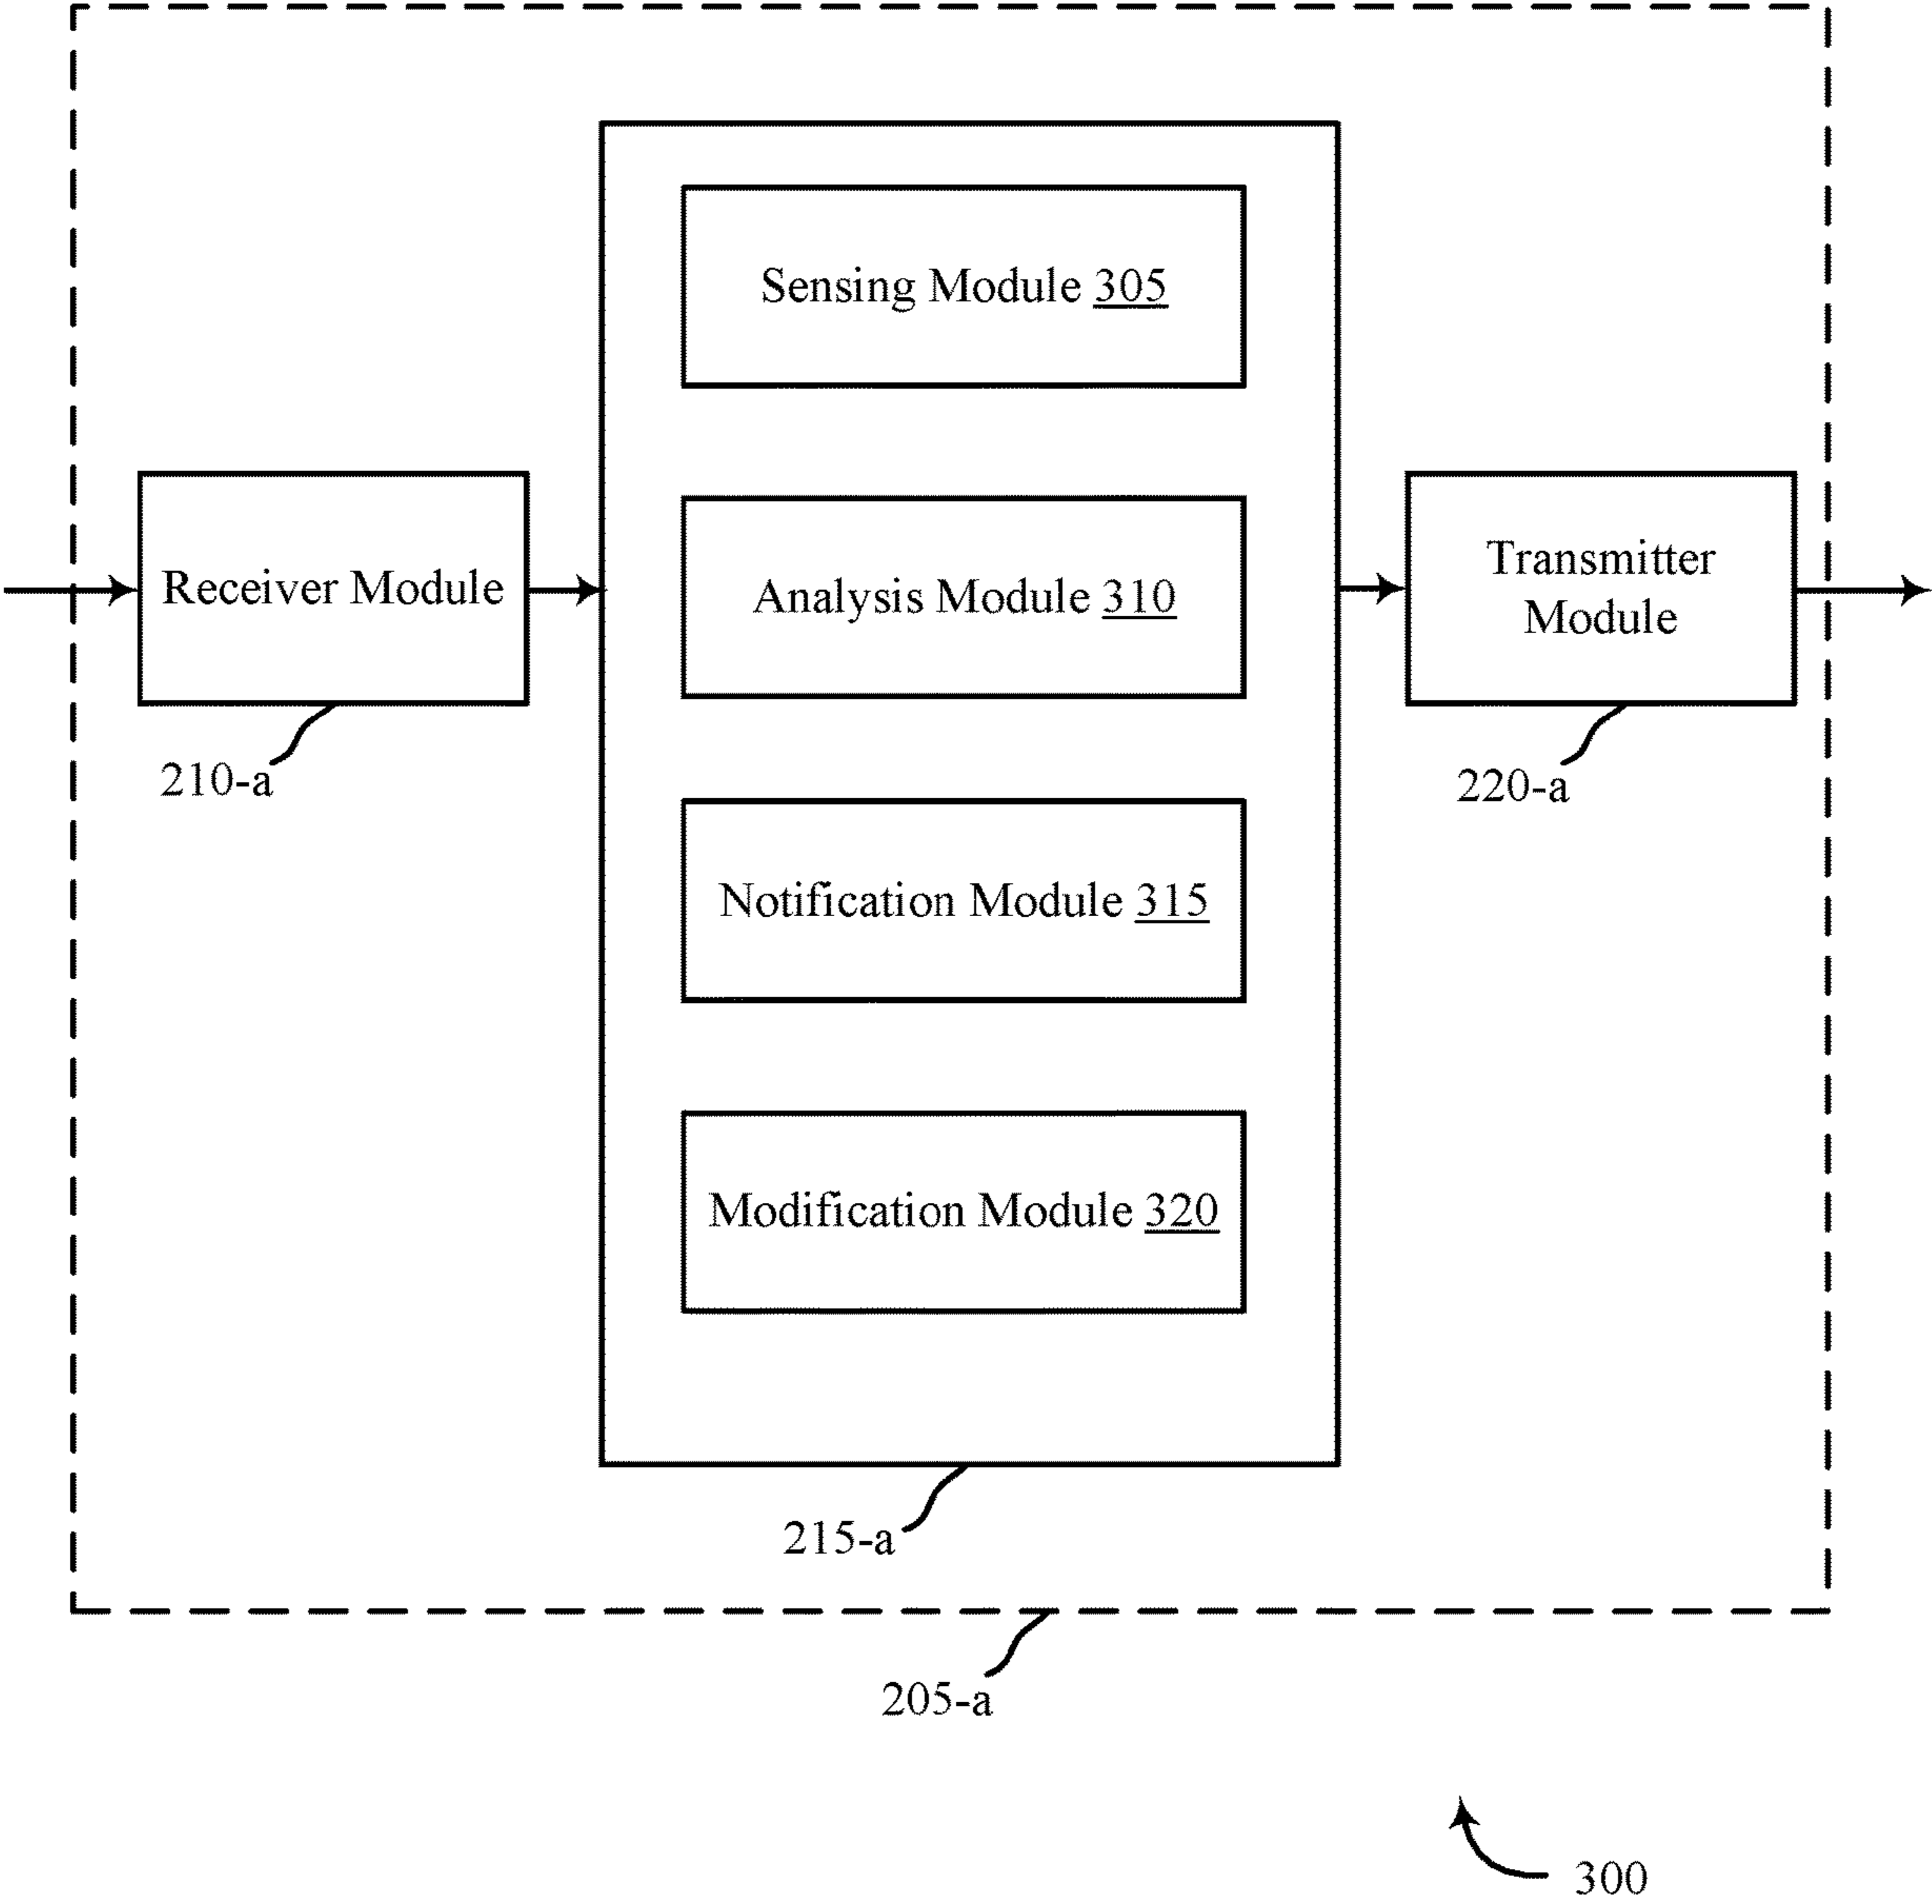 Sensing Module 305
Receiver Module
Analysis Module 310
Transmitter
Module
210-a
220-a
Notification Module 315
Modification Module 320
215-a
205-a
300